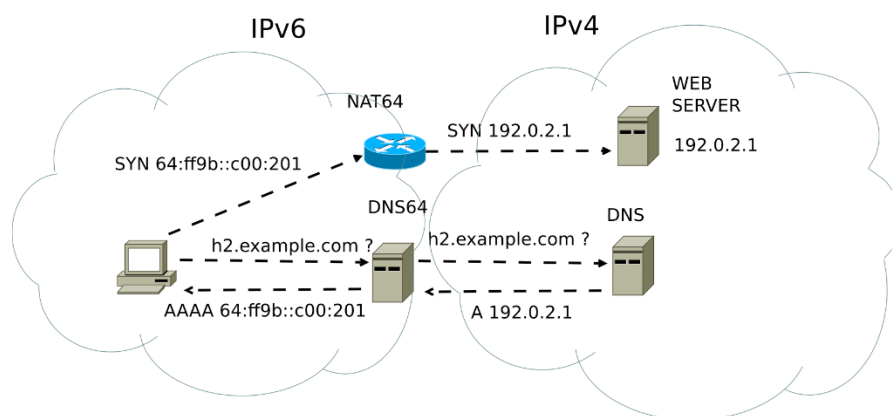 IPv6
IPv4
NAT64
WEB
SERVER
SYN 192.0.2.1
192.0.2.1
SYN 64:ff9b::c00:201
DNS64
DNS
h2.example.com ?
h2.example.com ?
AAAA 64:ff9b::c00:201
A 192.0.2.1